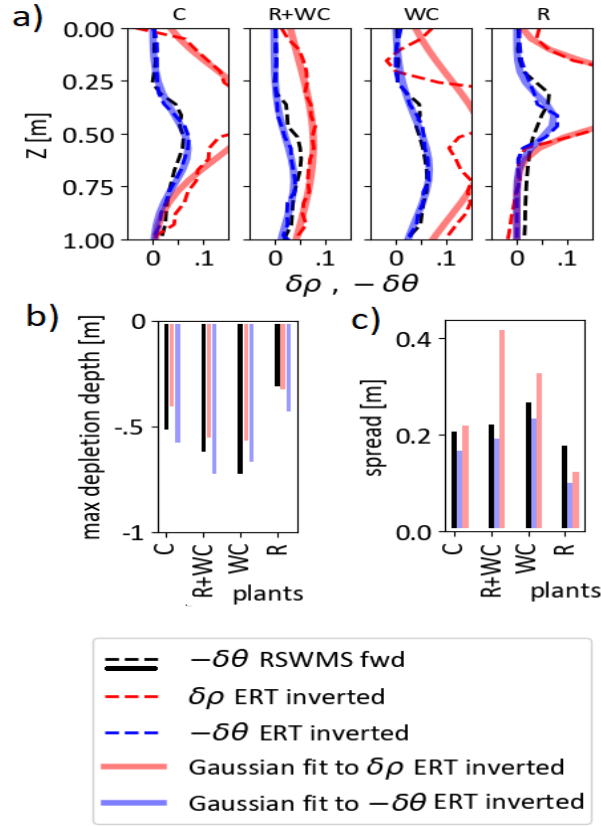 a)
C R+WC WC R
0.00
0.25
0.50
0.75
1.00
Z [m]
0 .1 0 .1 0 .1 0 .1
δρ , −δθ
b)
max depletion depth [m]
0
-.5
-1
C R+WC WC R
plants
c)
spread [m]
0.4
0.2
0.0
C R+WC WC R
plants
−δθ RSWMS fwd
δρ ERT inverted
−δθ ERT inverted
Gaussian fit to δρ ERT inverted
Gaussian fit to −δθ ERT inverted